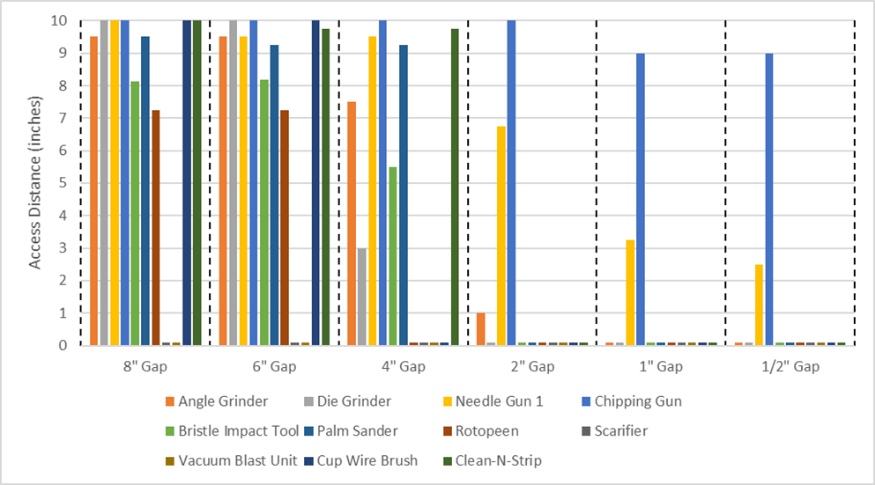 Access Distance (inches)
10
9
8
7
6
5
4
3
2
1
0
8" Gap 6" Gap 4" Gap 2" Gap 1" Gap 1/2" Gap
Angle Grinder Die Grinder Needle Gun 1 Chipping Gun
Bristle Impact Tool Palm Sander Rotopeen Scarifier
Vacuum Blast Unit Cup Wire Brush Clean-N-Strip